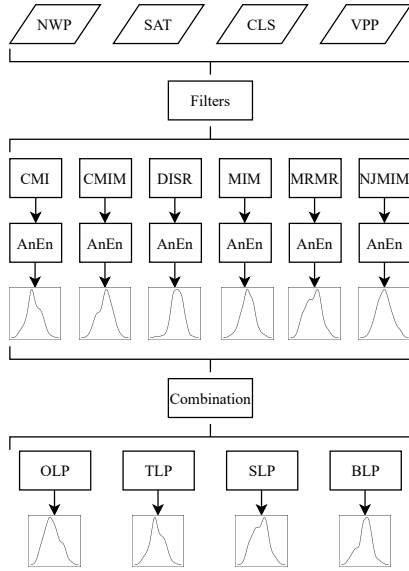 NWP SAT CLS VPP
Filters
CMI CMIM DISR MIM MRMR NJMIM
AnEn AnEn AnEn AnEn AnEn AnEn
Combination
OLP TLP SLP BLP